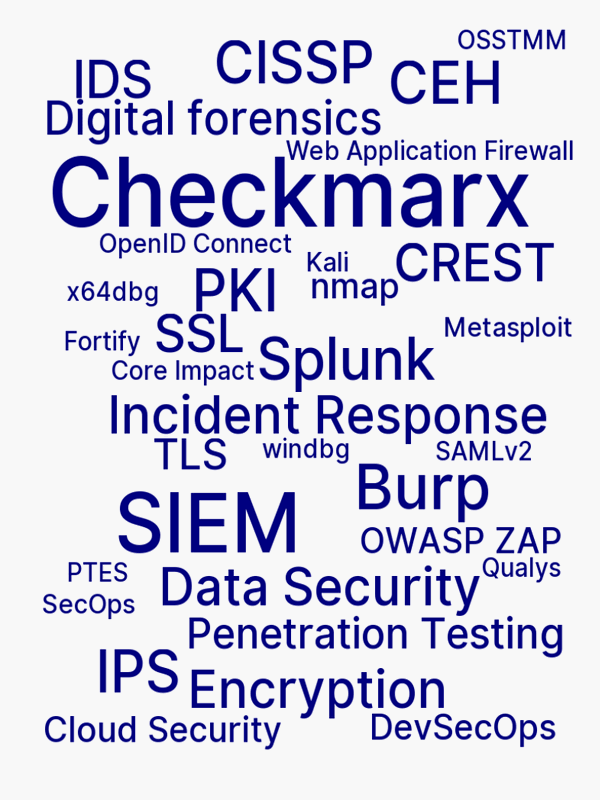 OSSTMM
CISSP
IDS
CEH
Digital forensics
Web Application Firewall
Checkmarx
OpenID Connect
Kali
CREST
x64dbg
PKI
nmap
Metasploit
Fortify
SSL
Splunk
Core Impact
Incident Response
TLS
windbg
SAMLv2
Burp
SIEM
OWASP ZAP
PTES
Qualys
SecOps
Data Security
Penetration Testing
IPS
Encryption
Cloud Security
DevSecOps